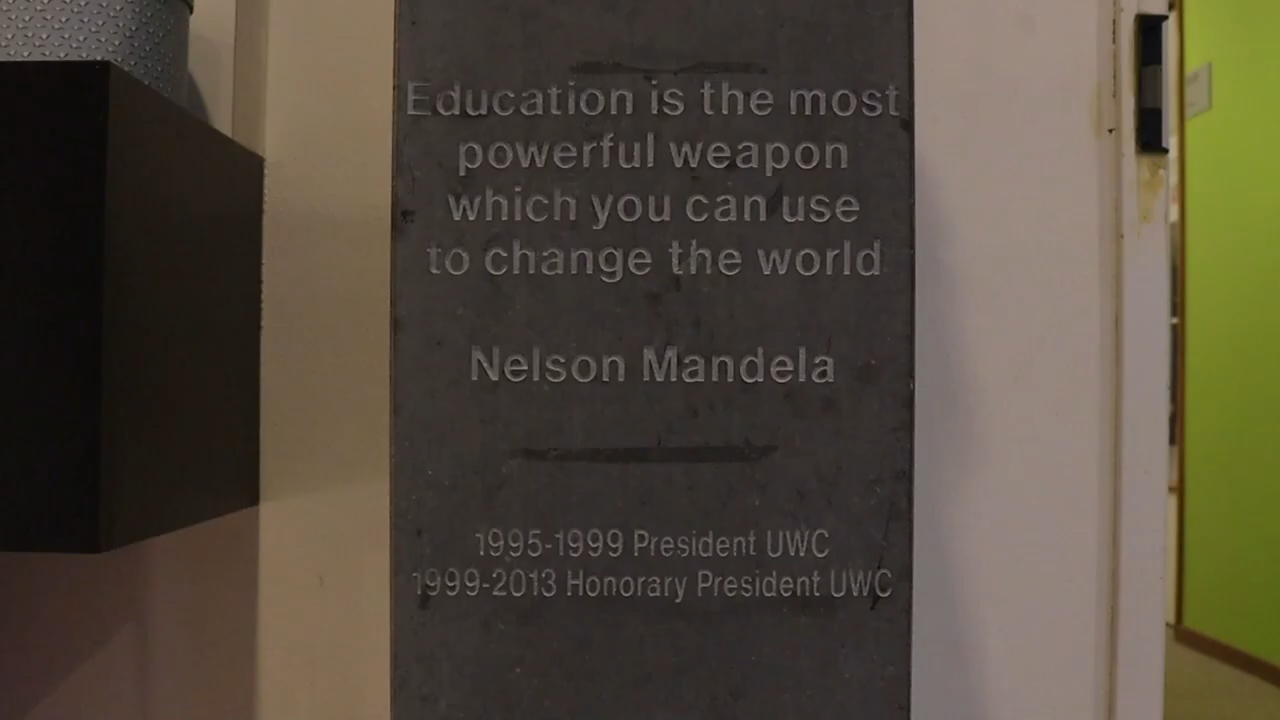 Education is the most
powerful weapon
which you can use
to change the world
Nelson Mandela
1995-1999 President UWC
1999-2013 Honorary President UWC